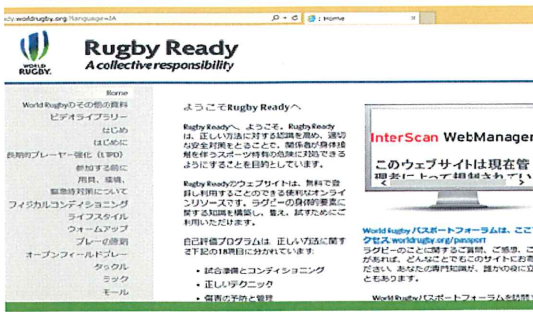 worldrugby.org
Home
WORLD
RUGBY.
Rugby Ready
A collective responsibility
Home
World Rugbyのその他の資料
ビデオライブラリー
はじめ
はじめに
長期的プレーヤー強化（LTPD）
参加する前に
用具、環境、
緊急時対策について
フィジカルコンディショニング
ライフスタイル
ウォームアップ
プレーの原則
オープンフィールドプレー
タックル
ラック
モール
ようこそRugby Readyへ
Rugby Readyへ、ようこそ。RugbyReady
は、正しい方法に対する認識を高め、適切
な安全対策をとることで、関係者が身体接
触を伴うスポーツ特有の危険に対処できる
ようにすることを目的としています。
Rugby Readyのウェブサイトは、無料で登
録し利用することのできる便利なオンライ
ンリソースです。ラグビーの身体的要素に
関する知識を構築し、蓄え、試すためにご
利用いただけます。
自己評価プログラムは、正しい方法に関す
る下記の18項目に分かれています:
• 試合準備とコンディショニング
• 正しいテクニック
• 傷害の予防と管理
InterScan WebManager
このウェブサイトは現在管
理者によって規制されてい
World Rugby パスポートフォーラムは、ここで
クセス worldrugby.org/passport
ラグビーのことに関するご質問、ご感想、こ
があれば、どんなことでもこのサイトにお寄
ださい。あなたの専門知識が、誰かの役に立
ともあります。
World Rugby パスポートフォーラムを訪問